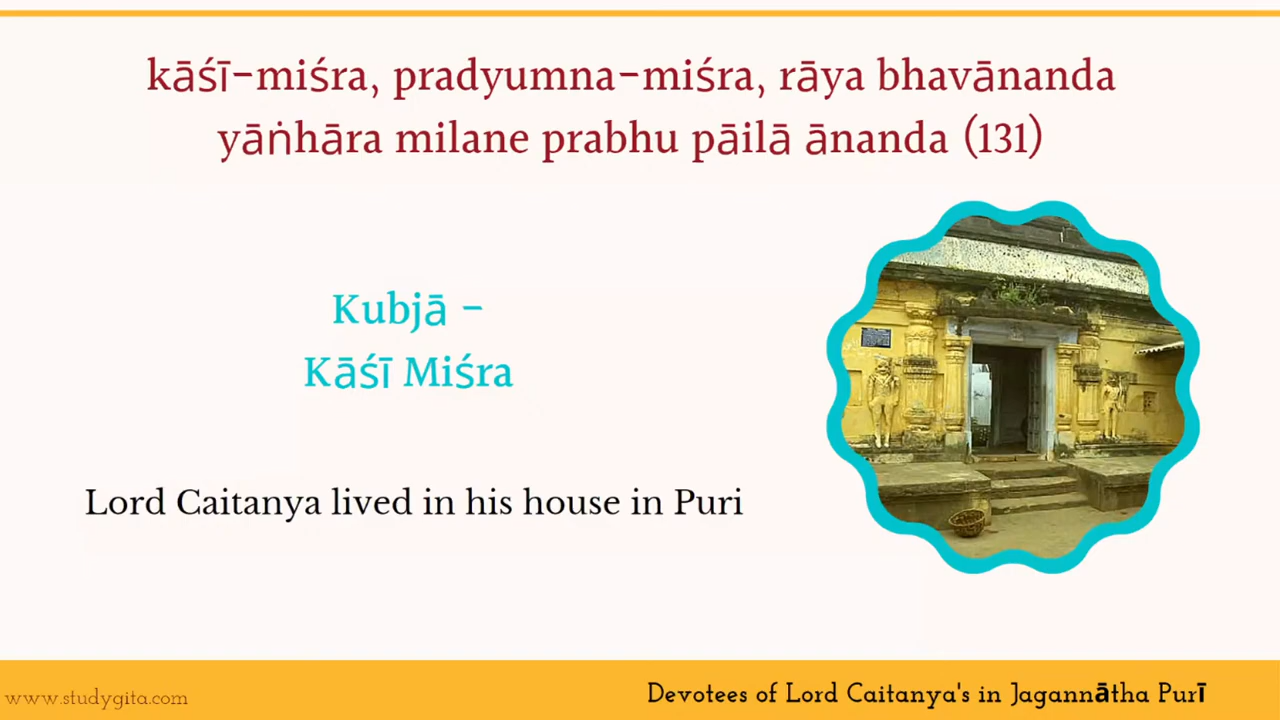 kāśī-miśra, pradyumna-miśra, rāya bhavānanda
yāṅhāra milane prabhu pāilā ānanda (131)
Kubjā -
Kāśī Miśra
Lord Caitanya lived in his house in Puri
www.studygita.com
Devotees of Lord Caitanya's in Jagannātha Purī